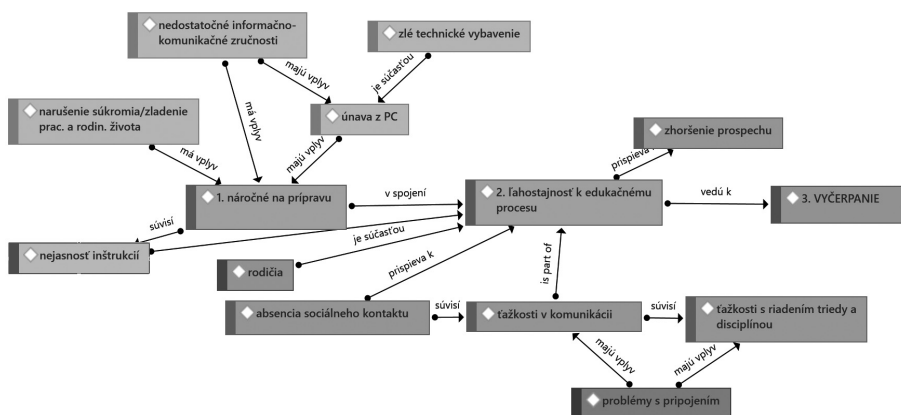 nedostatočné informačno-
komunikačné zručnosti
zlé technické vybavenie
majú vplyv
je súčasťou
má vplyv
narušenie súkromia/zladenie
prac. a rodin. života
únava z PC
zhoršenie prospechu
má vplyv
majú vplyv
prispieva
1. náročné na prípravu
v spojení
2. ľahostajnosť k edukačnému
procesu
vedú k
3. VYČERPANIE
súvisí
nejasnosť inštrukcií
je súčasťou
rodičia
prispieva k
is part of
absencia sociálneho kontaktu
súvisí
ťažkosti v komunikácii
súvisí
ťažkosti s riadením triedy a
disciplínou
majú vplyv
majú vplyv
problémy s pripojením